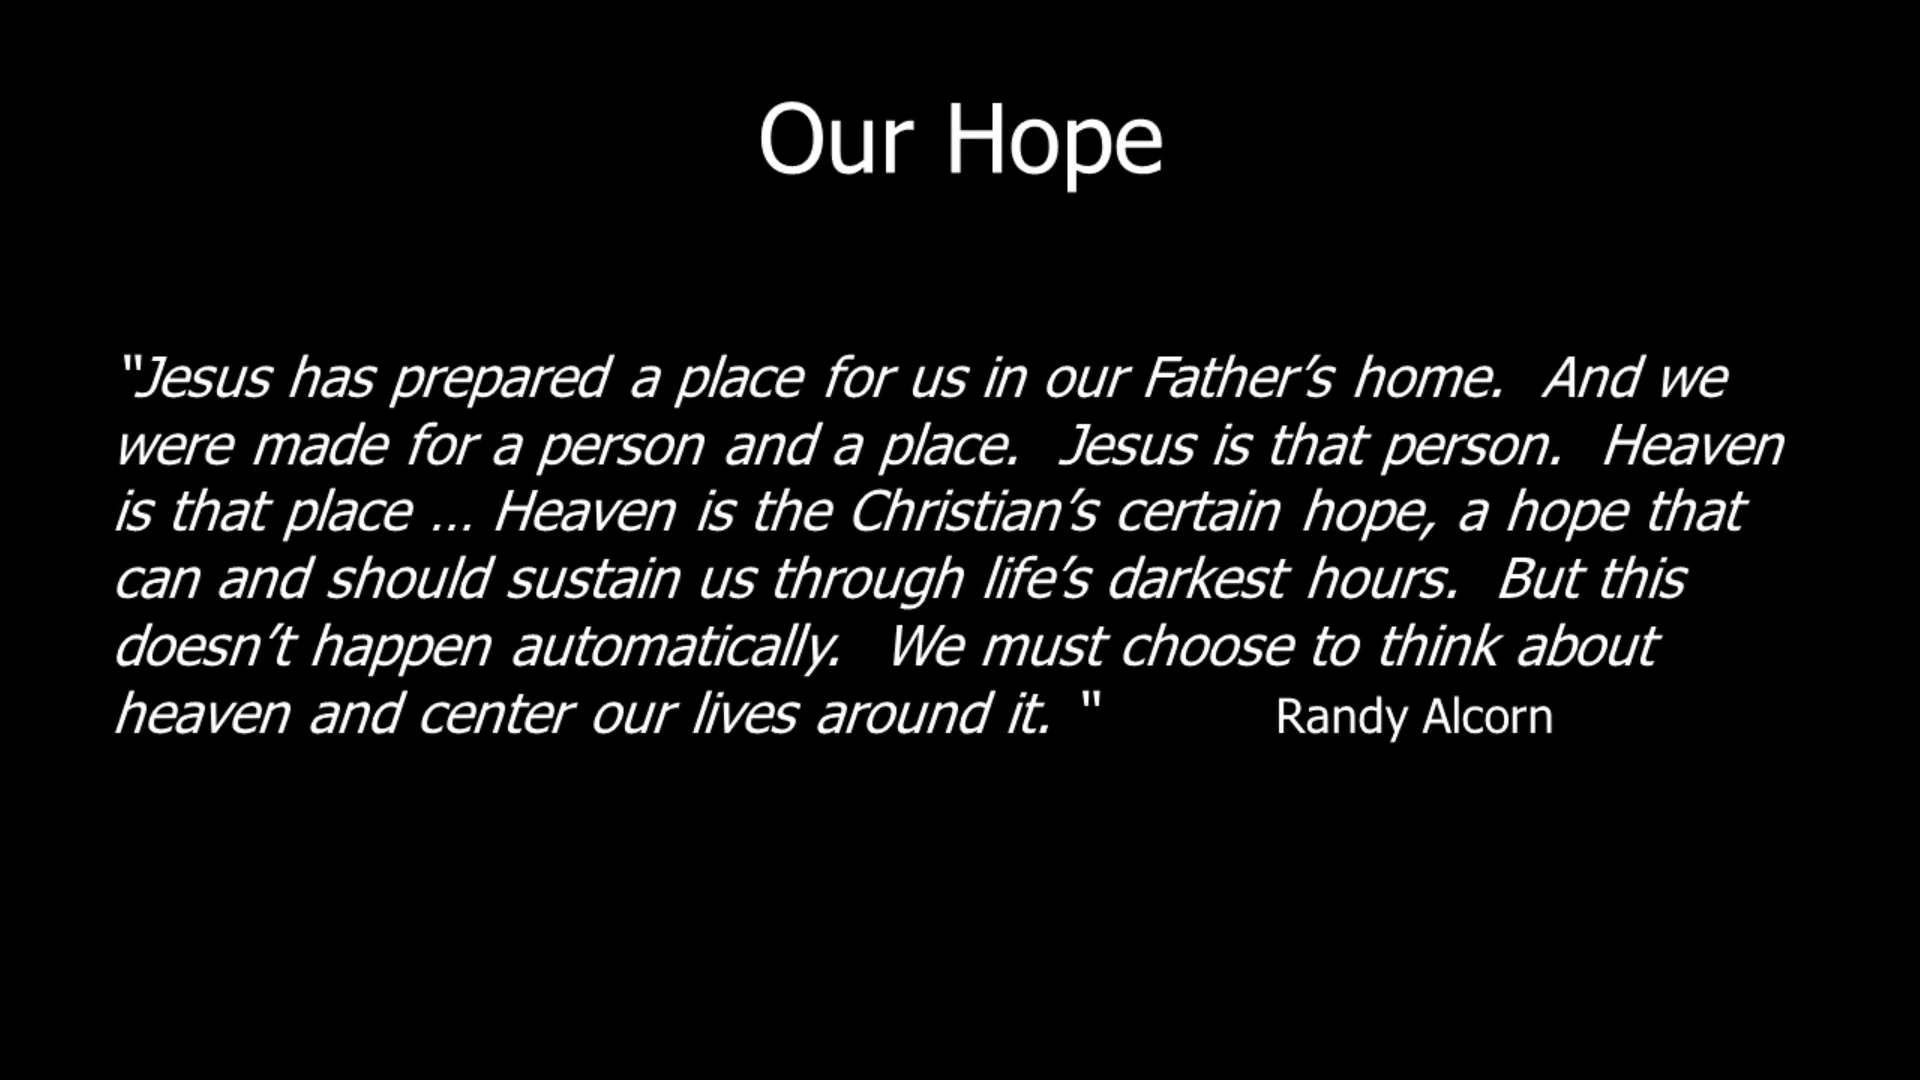 Our Hope
“Jesus has prepared a place for us in our Father’s home. And we
were made for a person and a place. Jesus is that person. Heaven
is that place … Heaven is the Christian’s certain hope, a hope that
can and should sustain us through life’s darkest hours. But this
doesn’t happen automatically. We must choose to think about
heaven and center our lives around it. “ Randy Alcorn